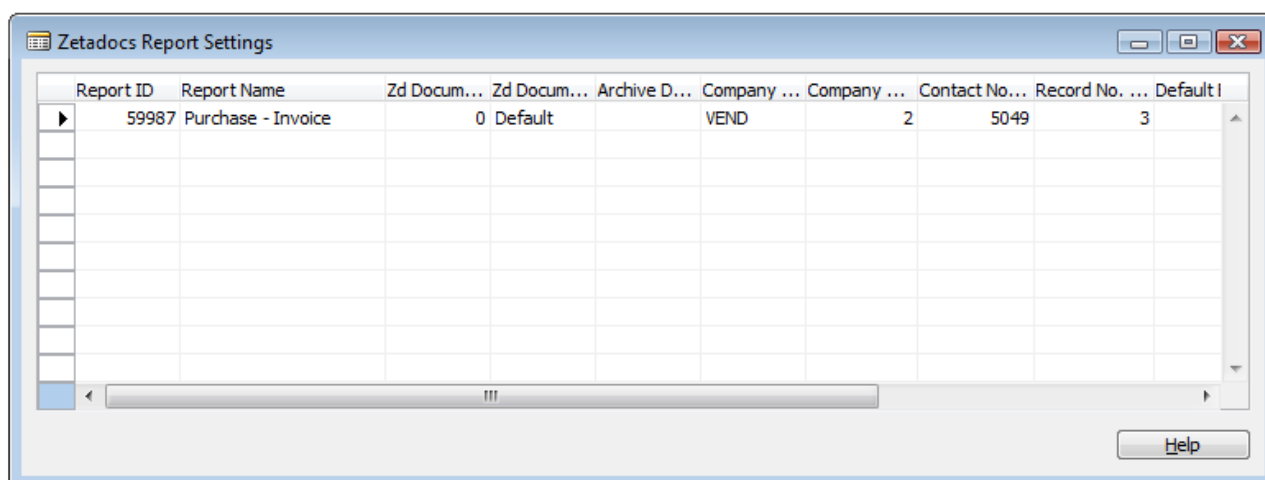 Zetadocs Report Settings
Report ID Report Name Zd Docum... Zd Docum... Archive D... Company ... Company ... Contact No... Record No. ... Default
59987 Purchase - Invoice 0 Default VEND 2 5049 3
Help